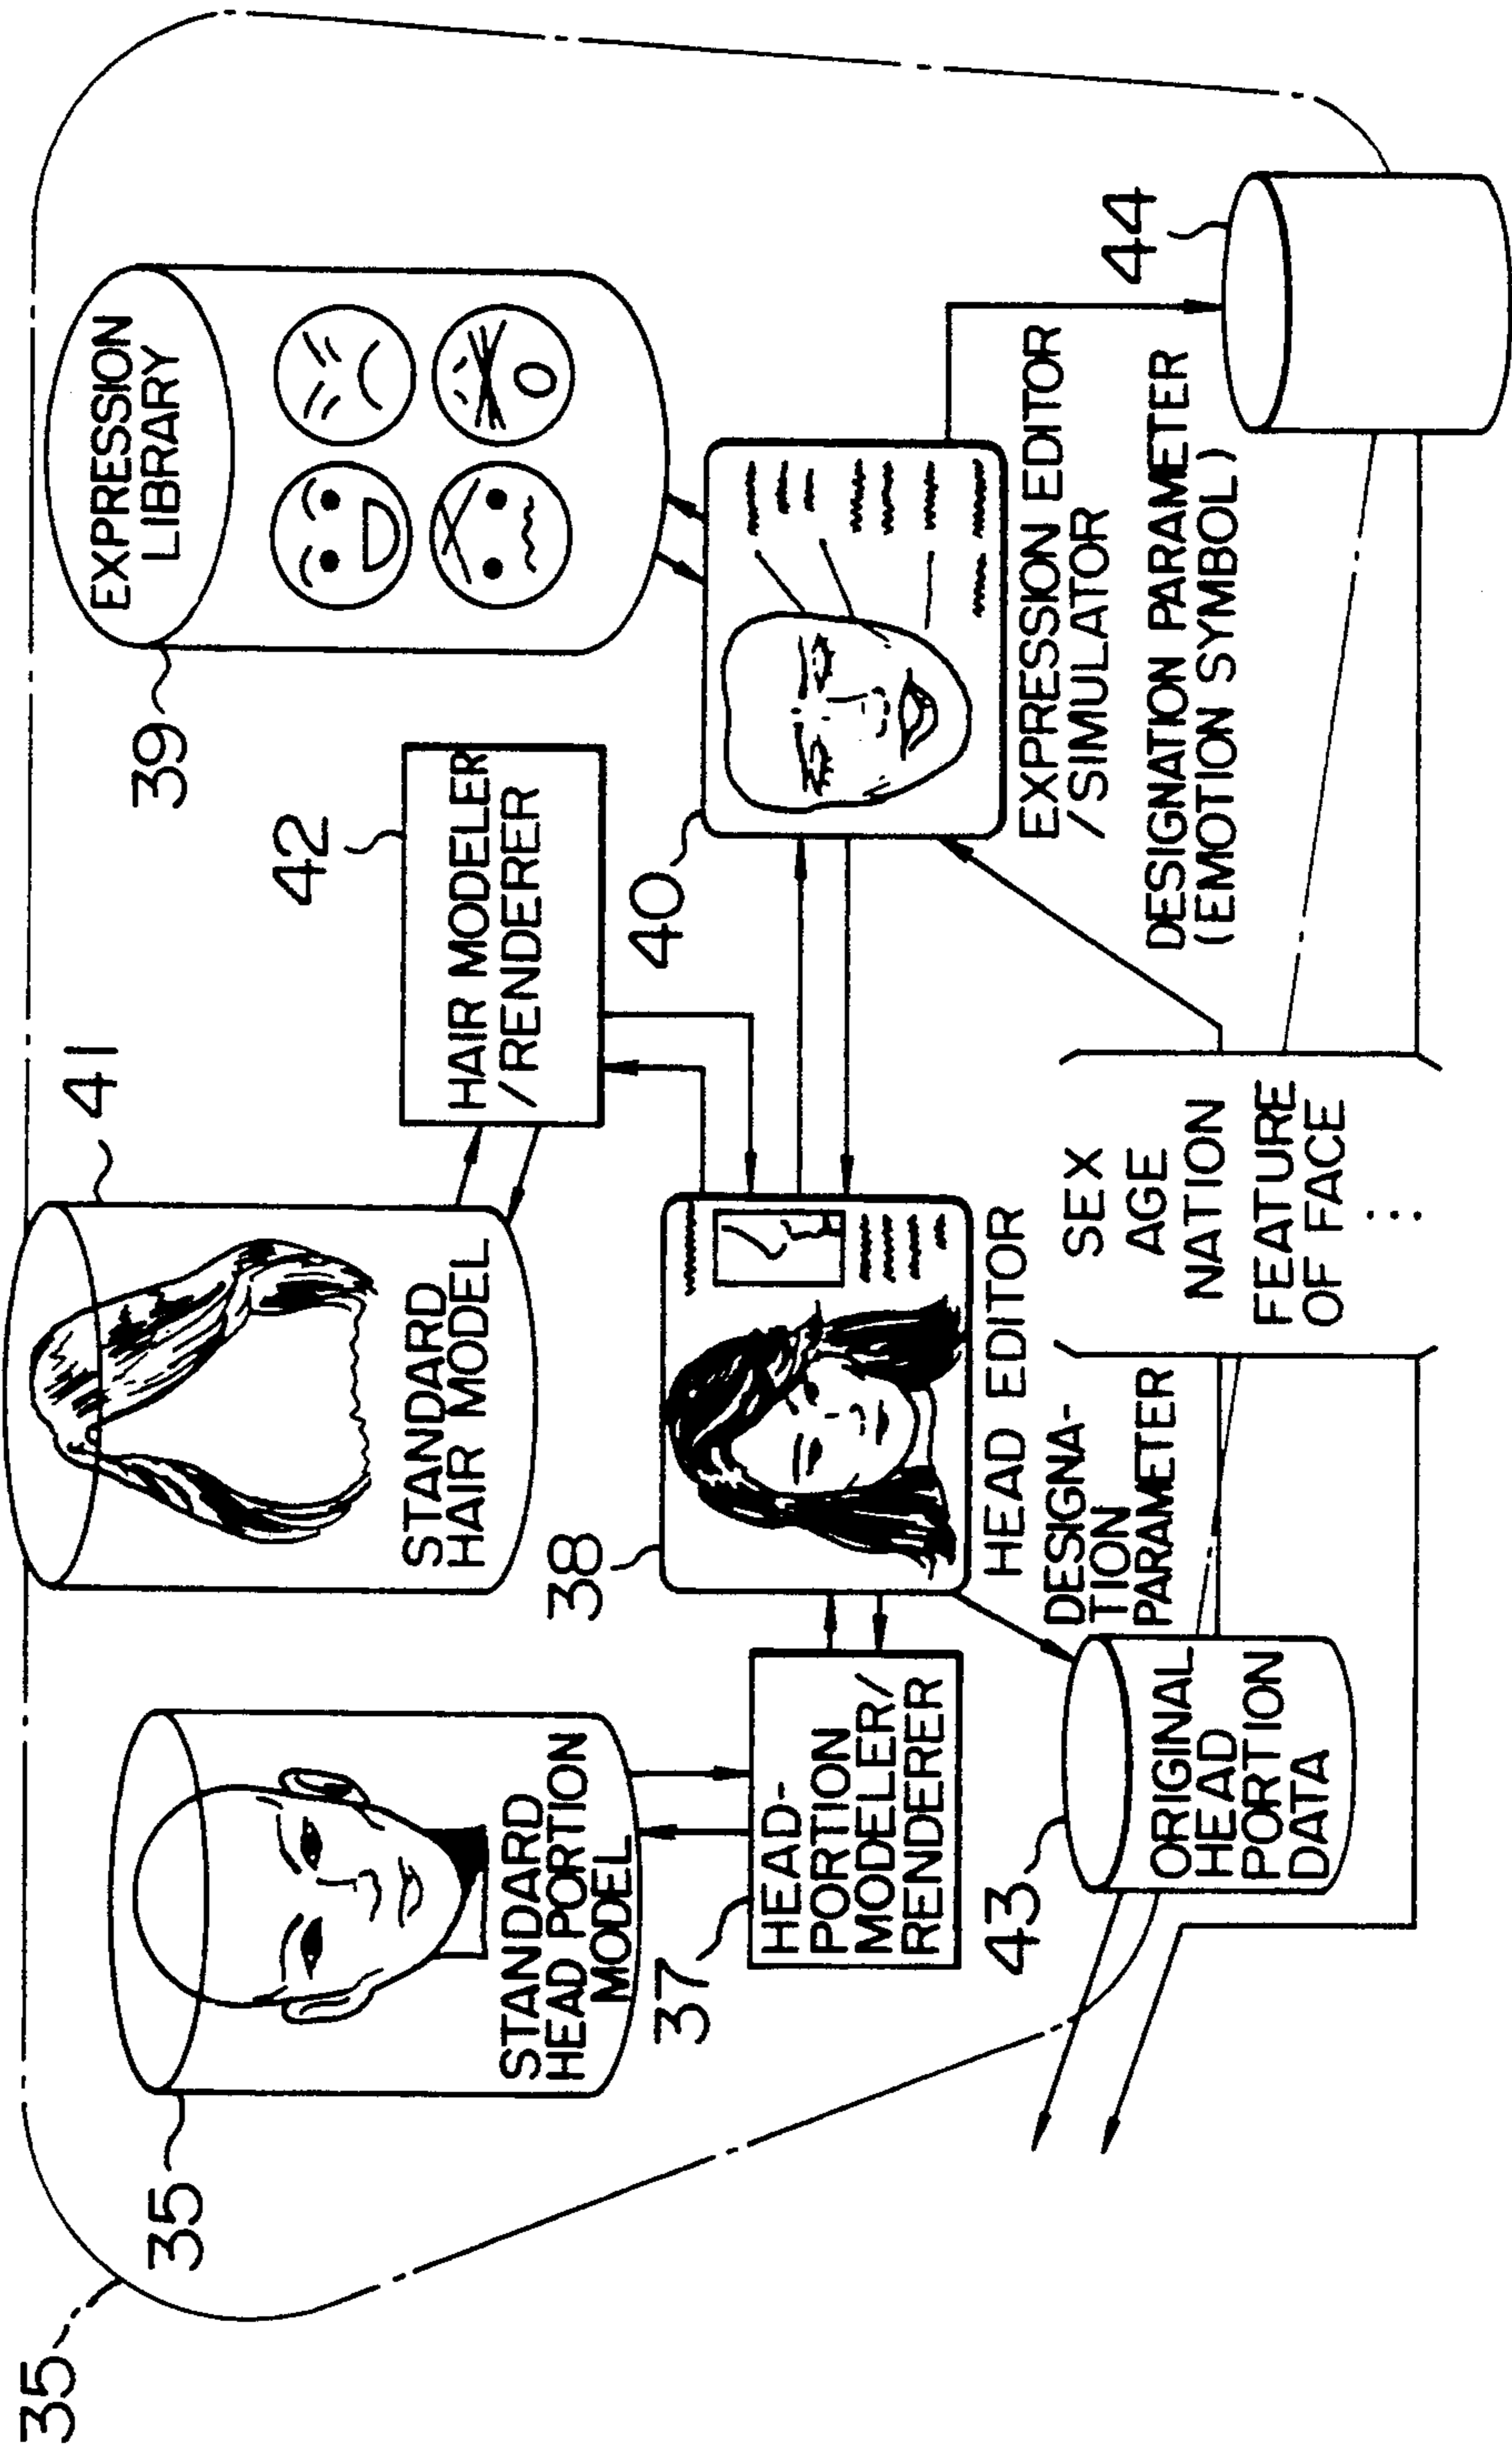 35
35
STANDARD
HEAD PORTION
MODEL
41
STANDARD
HAIR MODEL
42
HAIR MODELER
/RENDERER
39
EXPRESSION
LIBRARY
37
HEAD-
PORTION
MODELER/
RENDERER
38
HEAD EDITOR
40
EXPRESSION EDITOR
/SIMULATOR
43
ORIGINAL
HEAD
PORTION
DATA
DESIGNA-
TION
PARAMETER
SEX
AGE
NATION
FEATURE
OF FACE
DESIGNATION PARAMETER
(EMOTION SYMBOL)
44